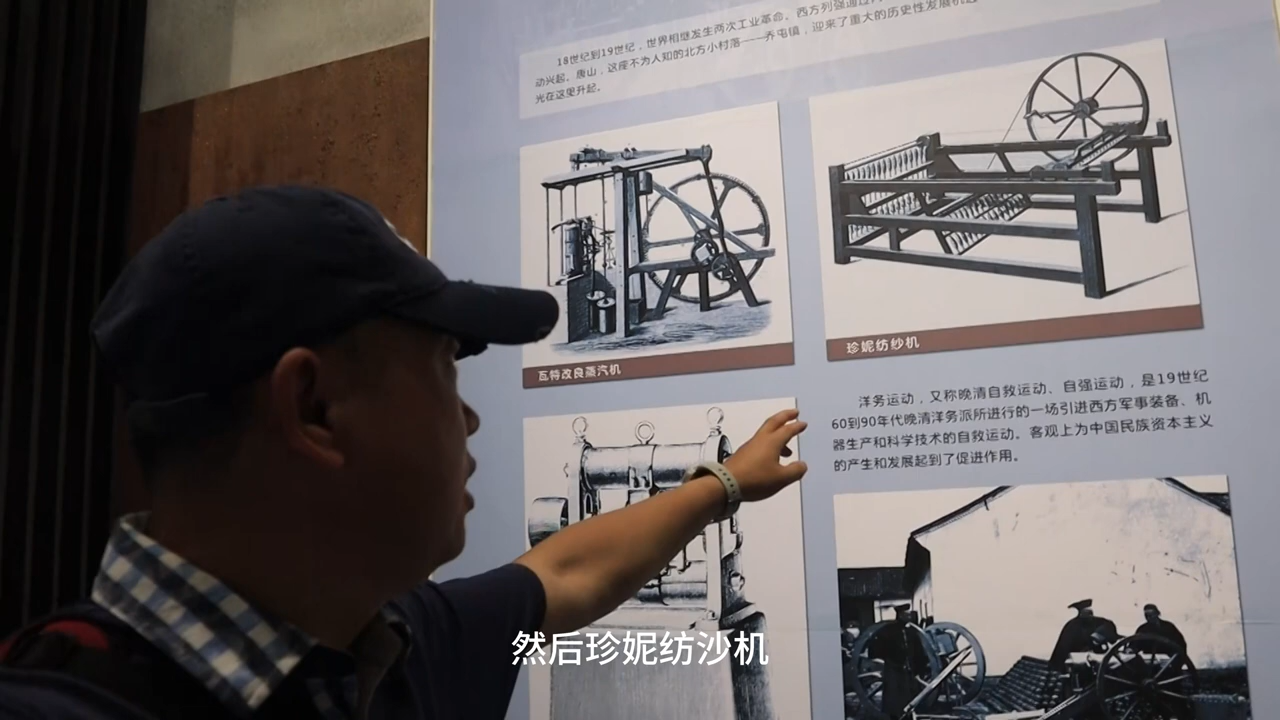 18世纪到19世纪，世界相继发生两次工业革命。西方列强通过
动兴起。唐山，这座不为人知的北方小村落——乔屯镇，迎来了重大的历史性发展机遇
光在这里升起。
瓦特改良蒸汽机
珍妮纺纱机
洋务运动，又称晚清自救运动、自强运动，是19世纪
60到90年代晚清洋务派所进行的一场引进西方军事装备、机
器生产和科学技术的自救运动。客观上为中国民族资本主义
的产生和发展起到了促进作用。
然后珍妮纺沙机